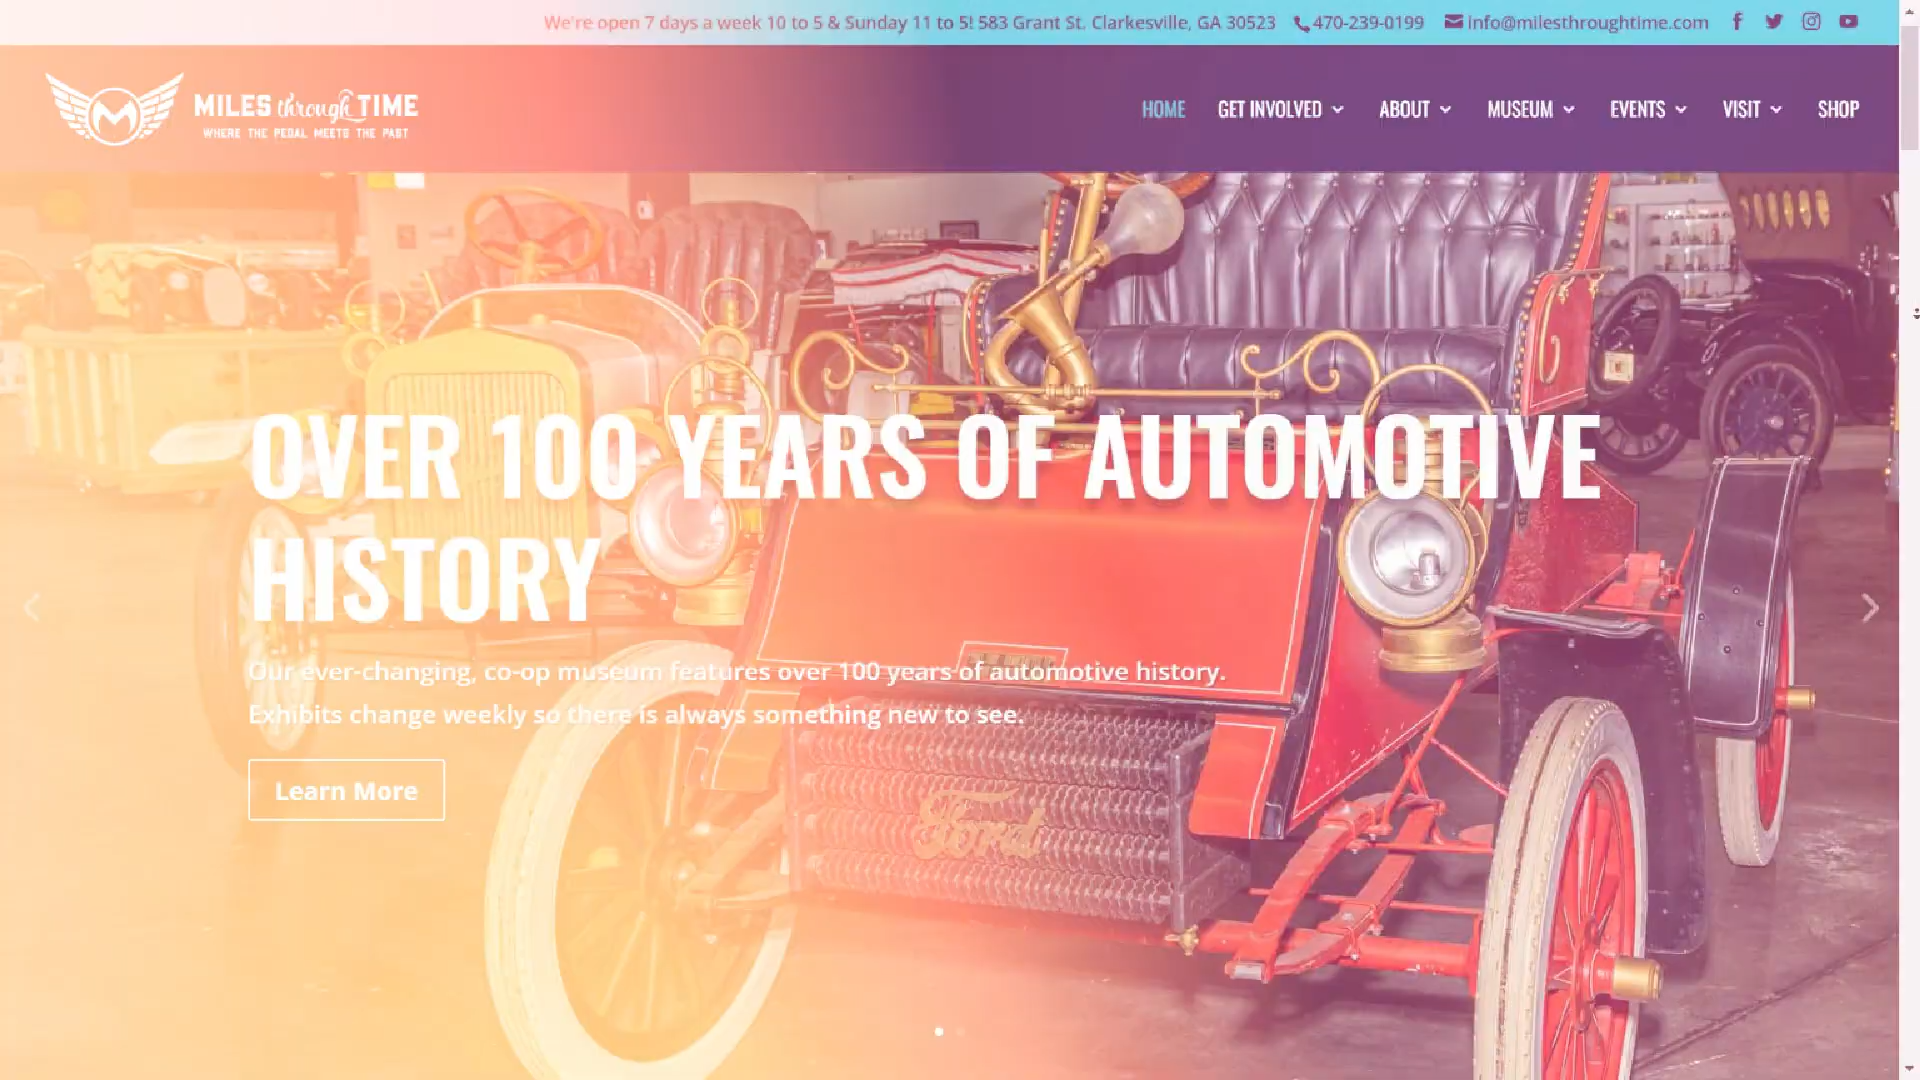 We're open 7 days a week 10 to 5 & Sunday 11 to 5! 583 Grant St. Clarkesville, GA 30523 470-239-0199 info@milesthroughtime.com
MILES through TIME
WHERE THE PEDAL MEETS THE PAST
HOME GET INVOLVED ABOUT MUSEUM EVENTS VISIT SHOP
OVER 100 YEARS OF AUTOMOTIVE
HISTORY
Our ever-changing, co-op museum features over 100 years of automotive history.
Exhibits change weekly so there is always something new to see.
Learn More
Ford